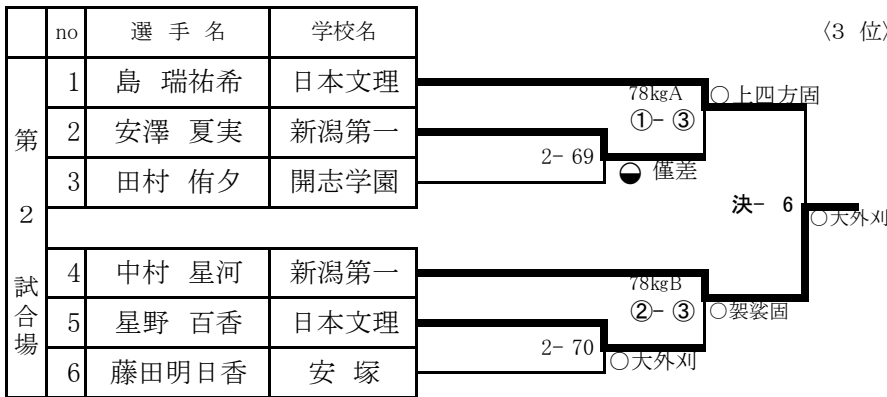 no 選 手 名 学校名 〈3 位〉
1 島 瑞祐希 日本文理
78kgA ○上四方固
①- ③
2 安澤 夏実 新潟第一
2- 69 僅差
3 田村 侑夕 開志学園
決- 6 ○大外刈
第2試合場
4 中村 星河 新潟第一
78kgB
②- ③ ○袈裟固
5 星野 百香 日本文理
2- 70 ○大外刈
6 藤田明日香 安 塚